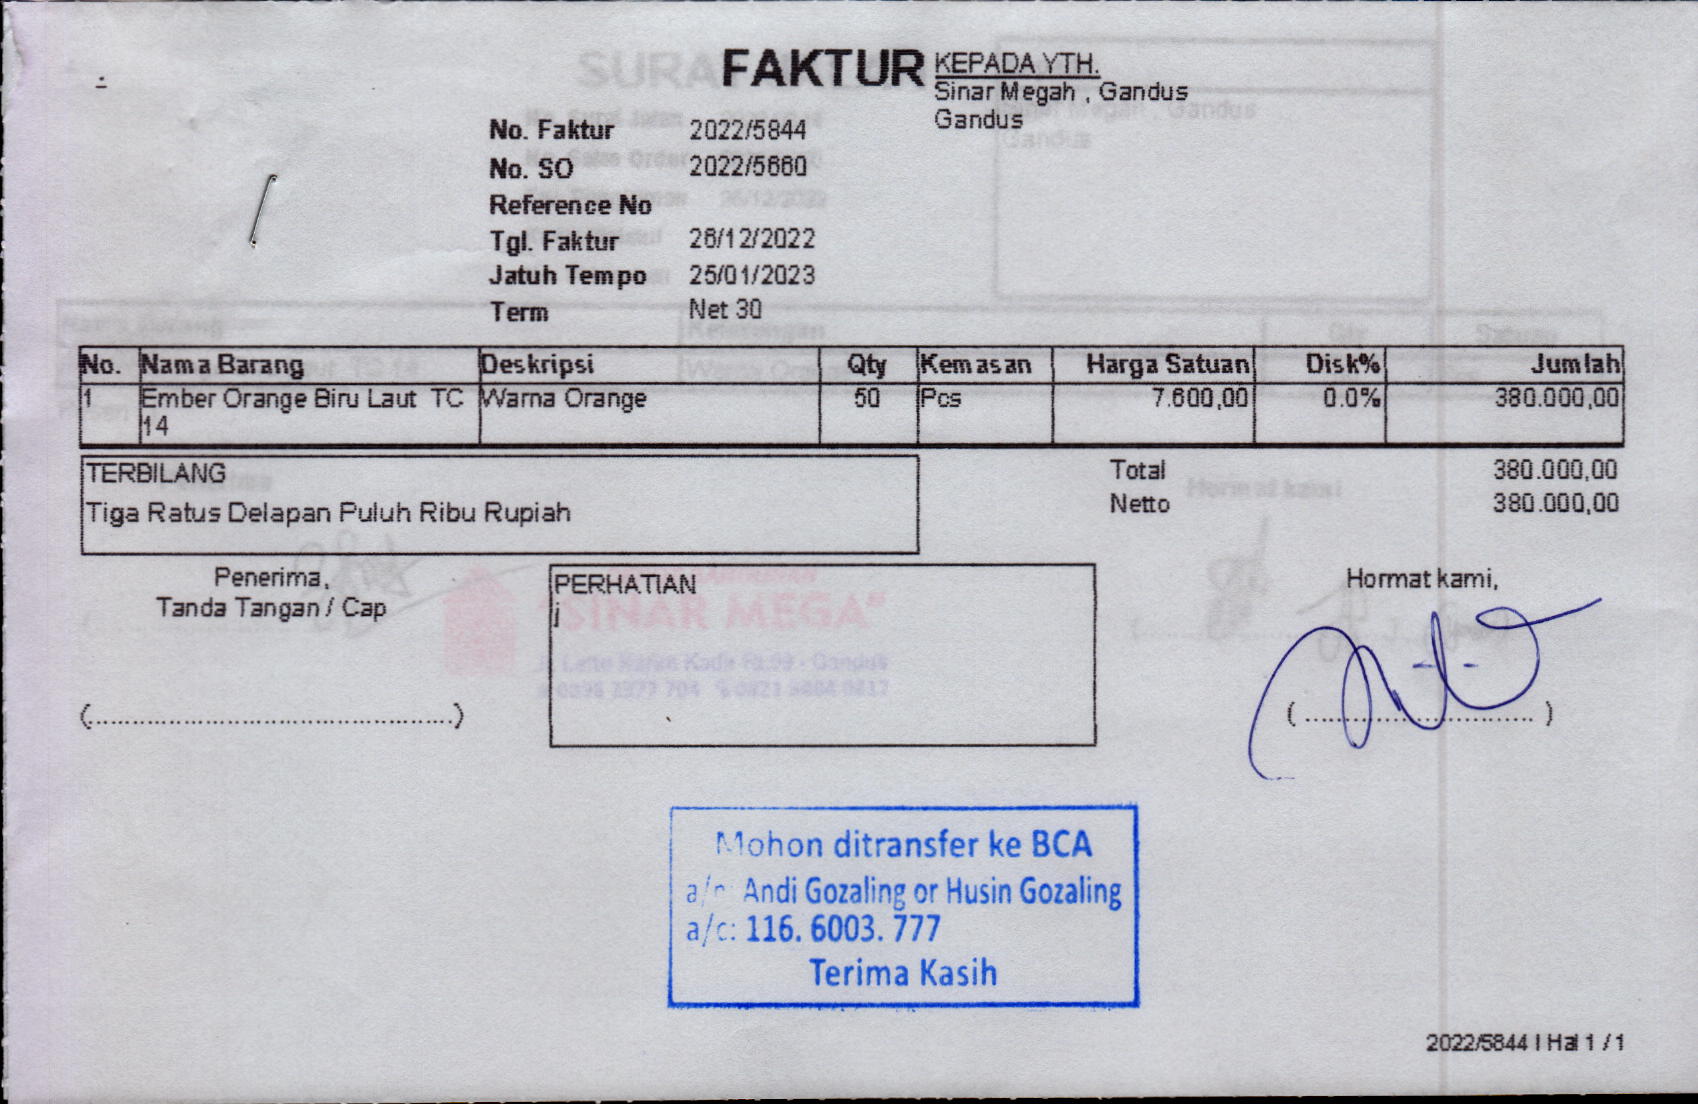 FAKTUR
KEPADA YTH.
Sinar Megah , Gandus
Gandus
No. Faktur 2022/5844
No. SO 2022/5660
Reference No
Tgl. Faktur 26/12/2022
Jatuh Tempo 25/01/2023
Term Net 30
No. Nama Barang Deskripsi Qty Kemasan Harga Satuan Disk% Jumlah
1 Ember Orange Biru Laut TC Warna Orange 50 Pcs 7.600,00 0.0% 380.000,00
14
TERBILANG
Tiga Ratus Delapan Puluh Ribu Rupiah
Total 380.000,00
Netto 380.000,00
Penerima,
Tanda Tangan / Cap
(..........................................)
PERHATIAN
j
Hormat kami,
(..........................)
"SINAR MEGA"
Mohon ditransfer ke BCA
a/n: Andi Gozaling or Husin Gozaling
a/c: 116. 6003. 777
Terima Kasih
2022/5844 | Hal 1 / 1